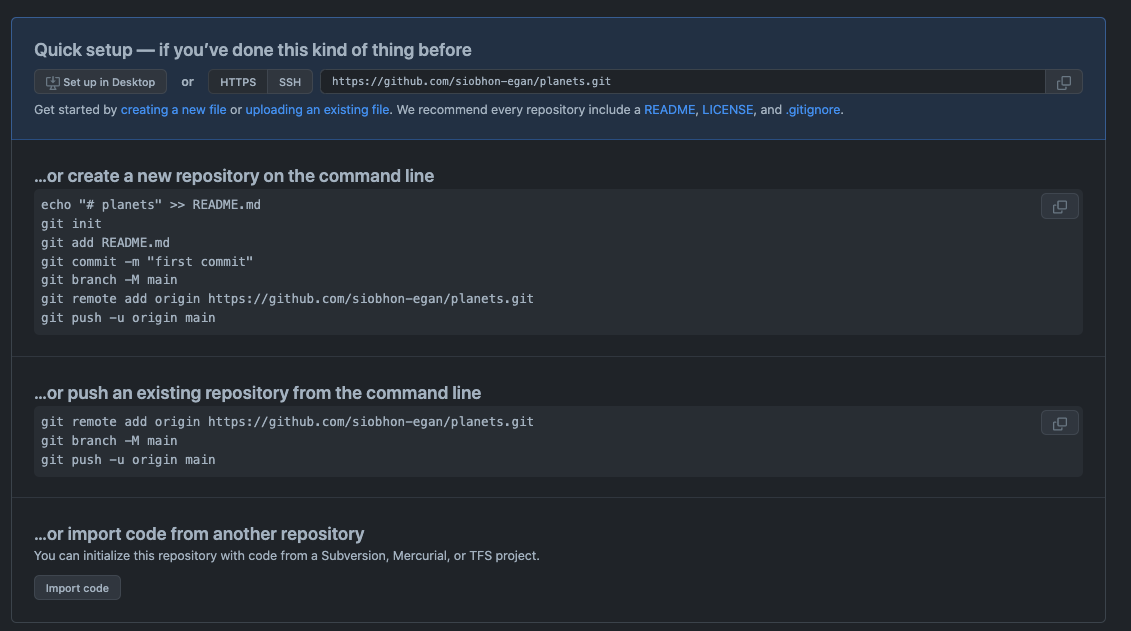 Quick setup — if you’ve done this kind of thing before
Set up in Desktop or HTTPS SSH https://github.com/siobhon-egan/planets.git
Get started by creating a new file or uploading an existing file. We recommend every repository include a README, LICENSE, and .gitignore.
…or create a new repository on the command line
echo "# planets" >> README.md
git init
git add README.md
git commit -m "first commit"
git branch -M main
git remote add origin https://github.com/siobhon-egan/planets.git
git push -u origin main
…or push an existing repository from the command line
git remote add origin https://github.com/siobhon-egan/planets.git
git branch -M main
git push -u origin main
…or import code from another repository
You can initialize this repository with code from a Subversion, Mercurial, or TFS project.
Import code